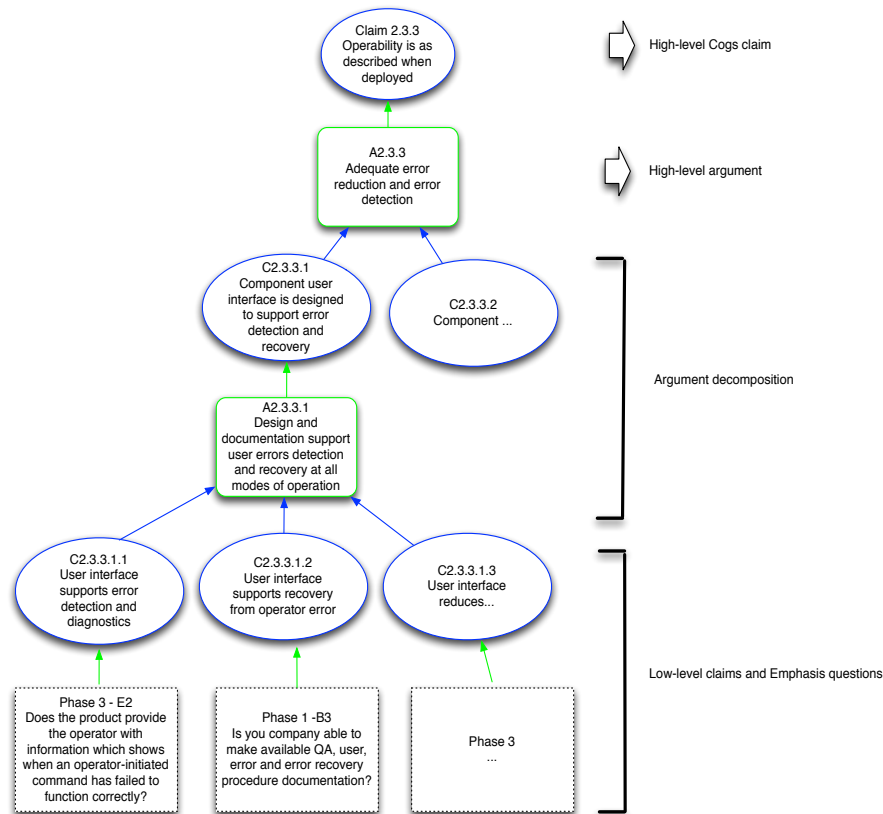 Claim 2.3.3
Operability is as
described when
deployed
High-level Cogs claim
A2.3.3
Adequate error
reduction and error
detection
High-level argument
C2.3.3.1
Component user
interface is designed
to support error
detection and
recovery
C2.3.3.2
Component ...
Argument decomposition
A2.3.3.1
Design and
documentation support
user errors detection
and recovery at all
modes of operation
C2.3.3.1.1
User interface
supports error
detection and
diagnostics
C2.3.3.1.2
User interface
supports recovery
from operator error
C2.3.3.1.3
User interface
reduces...
Low-level claims and Emphasis questions
Phase 3 - E2
Does the product provide
the operator with
information which shows
when an operator-initiated
command has failed to
function correctly?
Phase 1 -B3
Is you company able to
make available QA, user,
error and error recovery
procedure documentation?
Phase 3
...